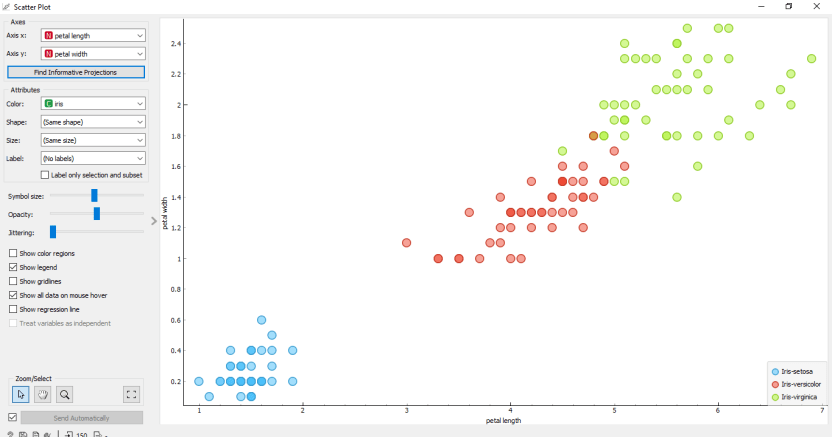 Scatter Plot
Axes
Axis x: N petal length
Axis y: N petal width
Find Informative Projections
Attributes
Color: C iris
Shape: (Same shape)
Size: (Same size)
Label: (No labels)
Label only selection and subset
Symbol size:
Opacity:
Jittering:
Show color regions
Show legend
Show gridlines
Show all data on mouse hover
Show regression line
Treat variables as independent
Zoom/Select
Send Automatically
150
petal width
2.4
2.2
2
1.8
1.6
1.4
1.2
1
0.8
0.6
0.4
0.2
1 2 3 4 5 6 7
petal length
Iris-setosa
Iris-versicolor
Iris-virginica